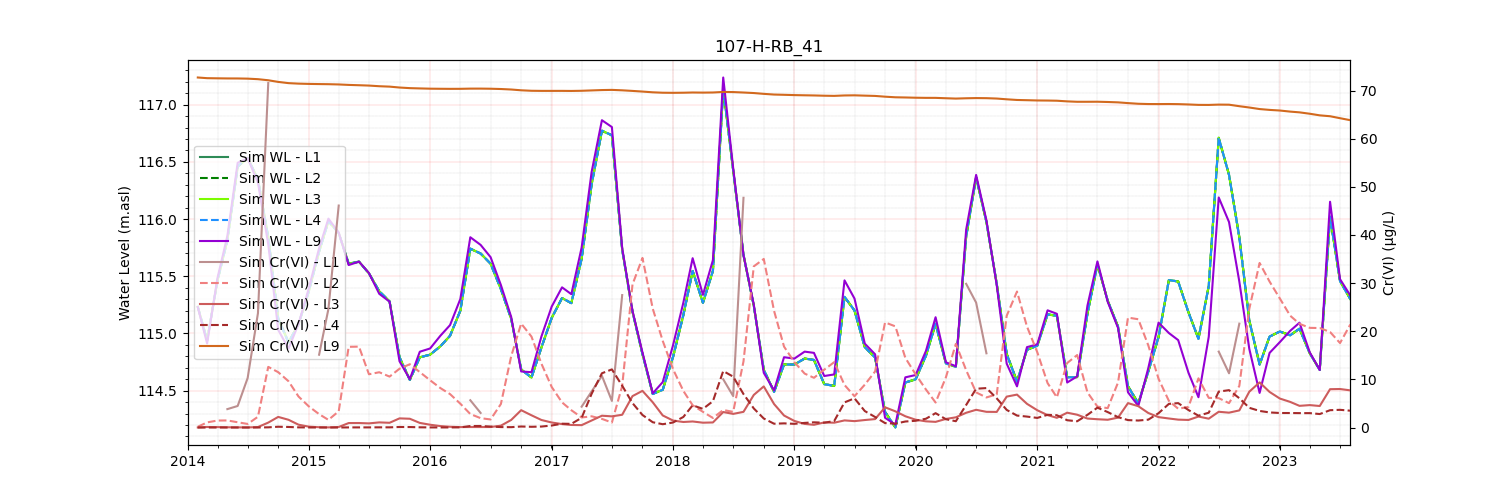 107-H-RB_41
Water Level (m.asl)
117.0
116.5
116.0
115.5
115.0
114.5
Sim WL - L1
Sim WL - L2
Sim WL - L3
Sim WL - L4
Sim WL - L9
Sim Cr(VI) - L1
Sim Cr(VI) - L2
Sim Cr(VI) - L3
Sim Cr(VI) - L4
Sim Cr(VI) - L9
70
60
50
40
30
20
10
0
Cr(VI) (μg/L)
2014 2015 2016 2017 2018 2019 2020 2021 2022 2023